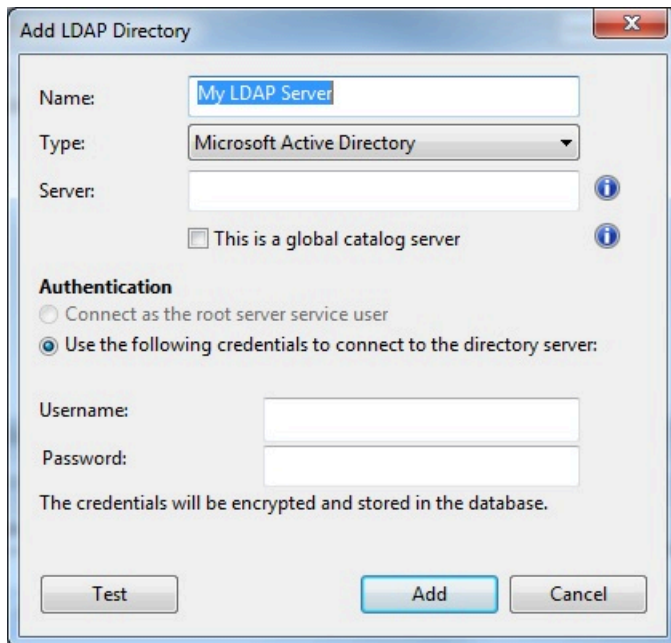 Add LDAP Directory
Name: My LDAP Server
Type: Microsoft Active Directory
Server:
This is a global catalog server
Authentication
Connect as the root server service user
Use the following credentials to connect to the directory server:
Username:
Password:
The credentials will be encrypted and stored in the database.
Test Add Cancel